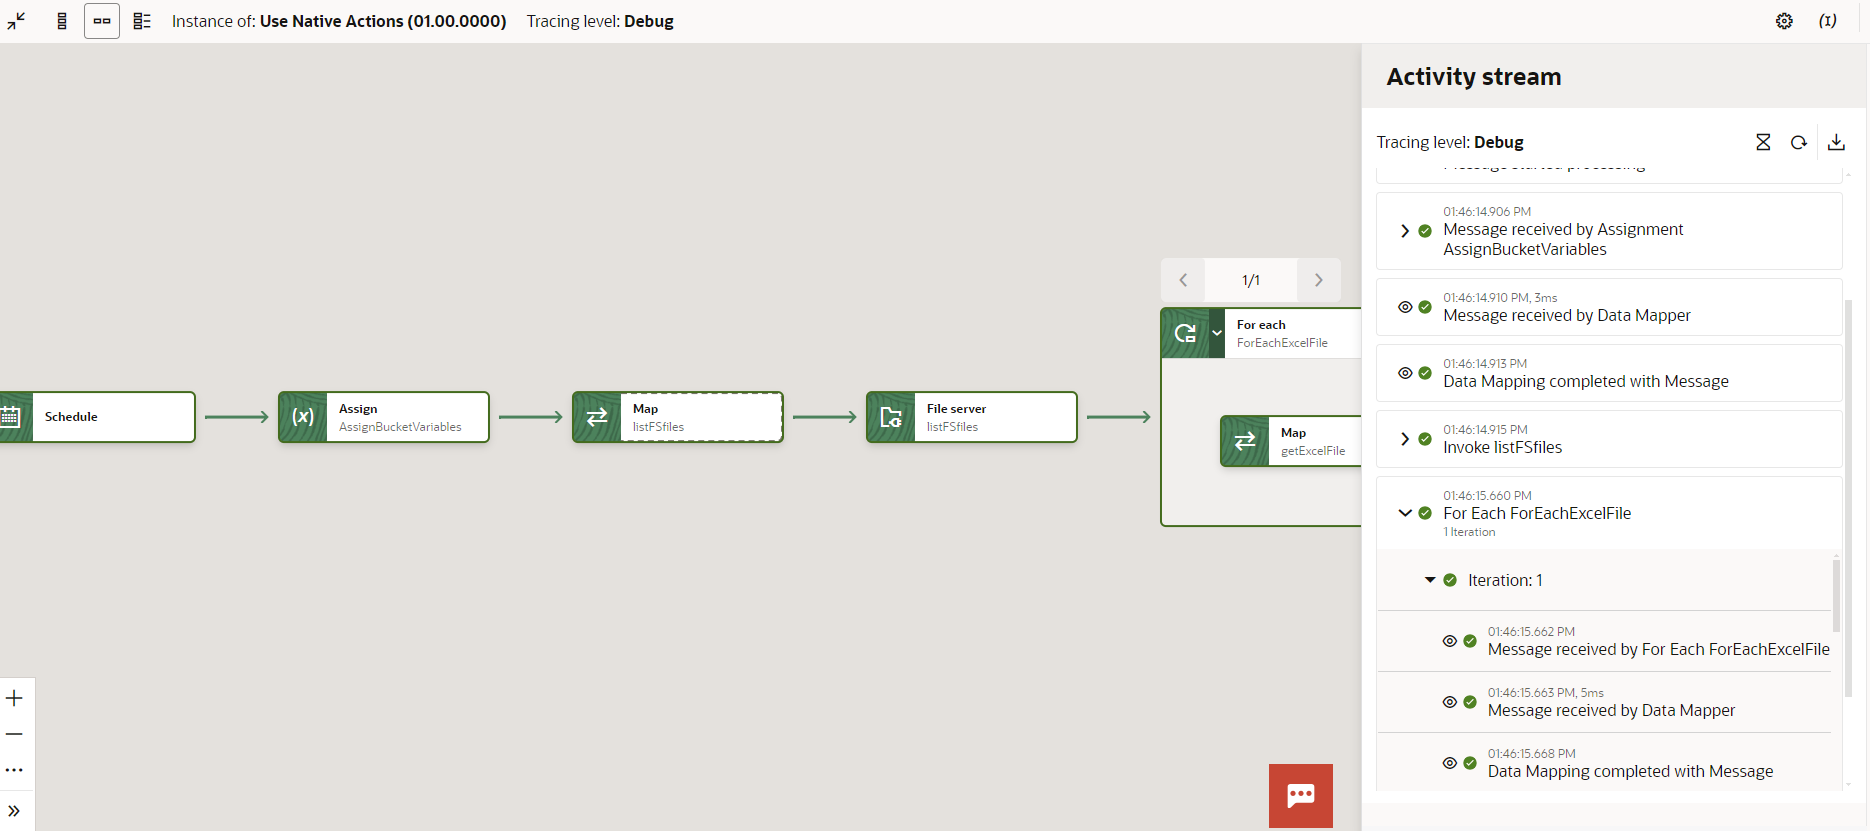 Instance of: Use Native Actions (01.00.0000) Tracing level: Debug
(I)
Activity stream
Tracing level: Debug
Message started processing
01:46:14.906 PM
Message received by Assignment
AssignBucketVariables
01:46:14.910 PM, 3ms
Message received by Data Mapper
01:46:14.913 PM
Data Mapping completed with Message
01:46:14.915 PM
Invoke listFSfiles
01:46:15.660 PM
For Each ForEachExcelFile
1 Iteration
Iteration: 1
01:46:15.662 PM
Message received by For Each ForEachExcelFile
01:46:15.663 PM, 5ms
Message received by Data Mapper
01:46:15.668 PM
Data Mapping completed with Message
Schedule
(x)
Assign
AssignBucketVariables
Map
listFSfiles
File server
listFSfiles
1/1
For each
ForEachExcelFile
Map
getExcelFile